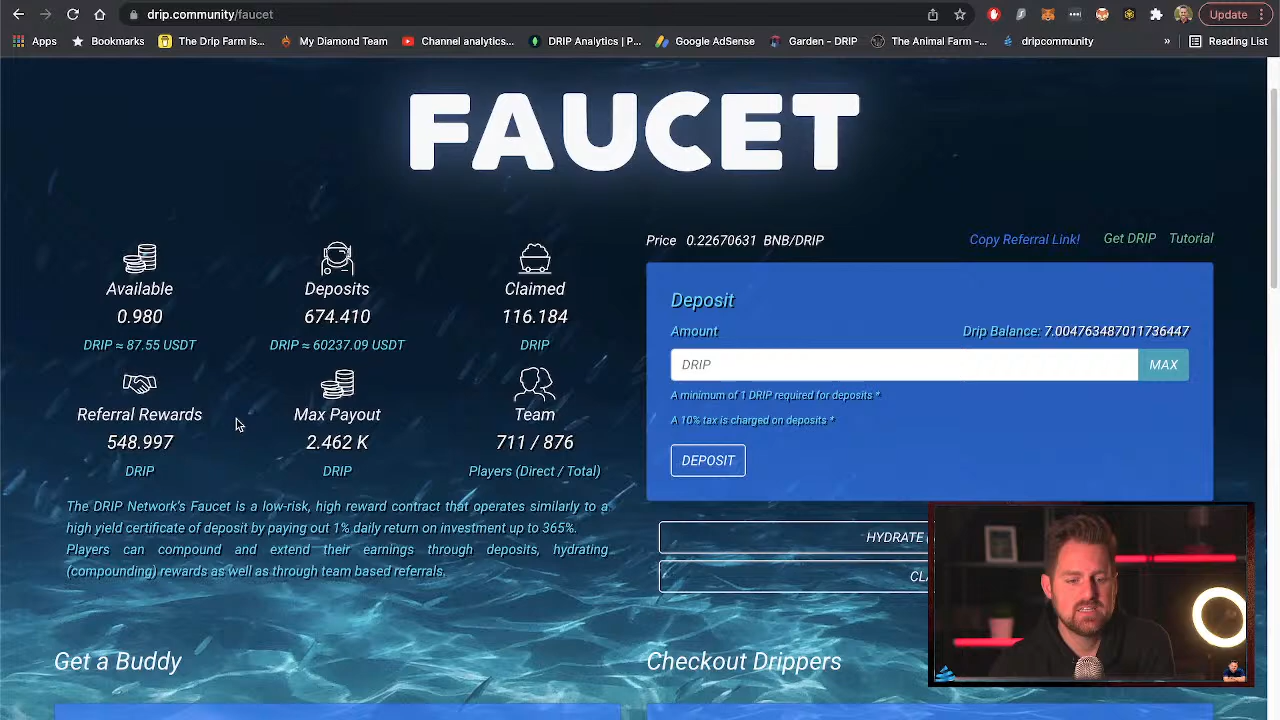 drip.community/faucet
Update
Apps
Bookmarks
The Drip Farm is...
My Diamond Team
Channel analytics...
DRIP Analytics | P...
Google AdSense
Garden - DRIP
The Animal Farm -...
dripcommunity
»
Reading List
FAUCET
Price 0.22670631 BNB/DRIP
Copy Referral Link!
Get DRIP
Tutorial
Available
Deposits
Claimed
0.980
674.410
116.184
DRIP ≈ 87.55 USDT
DRIP ≈ 60237.09 USDT
DRIP
Referral Rewards
Max Payout
Team
548.997
2.462 K
711 / 876
DRIP
DRIP
Players (Direct / Total)
The DRIP Network's Faucet is a low-risk, high reward contract that operates similarly to a
high yield certificate of deposit by paying out 1% daily return on investment up to 365%.
Players can compound and extend their earnings through deposits, hydrating
(compounding) rewards as well as through team based referrals.
Deposit
Amount
Drip Balance: 7.004763487011736447
DRIP
MAX
A minimum of 1 DRIP required for deposits *
A 10% tax is charged on deposits *
DEPOSIT
HYDRATE (
CL
Get a Buddy
Checkout Drippers